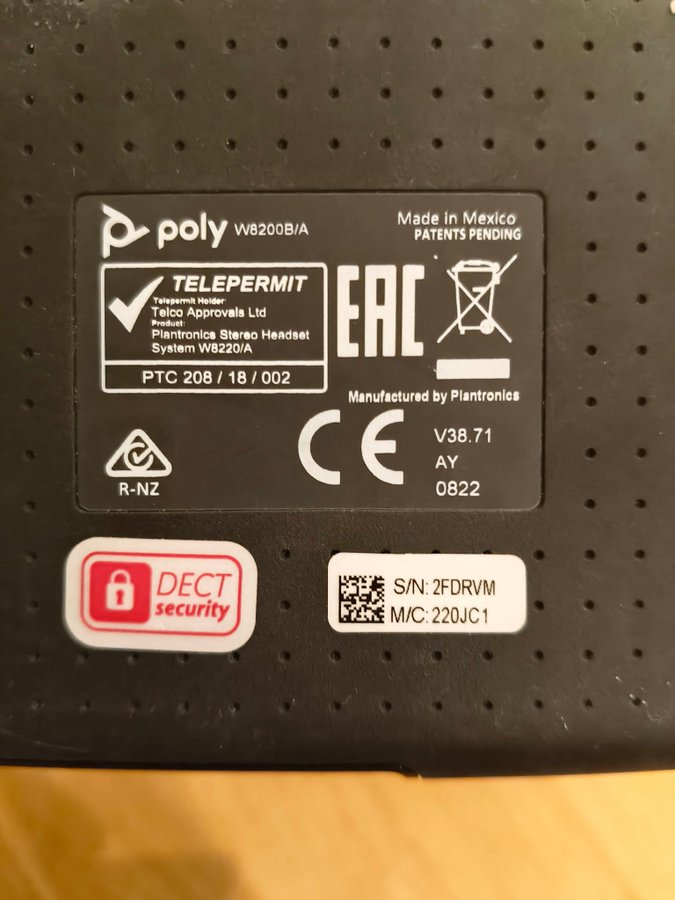 poly W8200B/A
Made in Mexico
PATENTS PENDING
TELEPERMIT
Telepermit Holder:
Telco Approvals Ltd
Product:
Plantronics Stereo Headset
System W8220/A
PTC 208 / 18 / 002
EAC
Manufactured by Plantronics
R-NZ
CE
V38.71
AY
0822
DECT
security
S/N: 2FDRVM
M/C: 220JC1